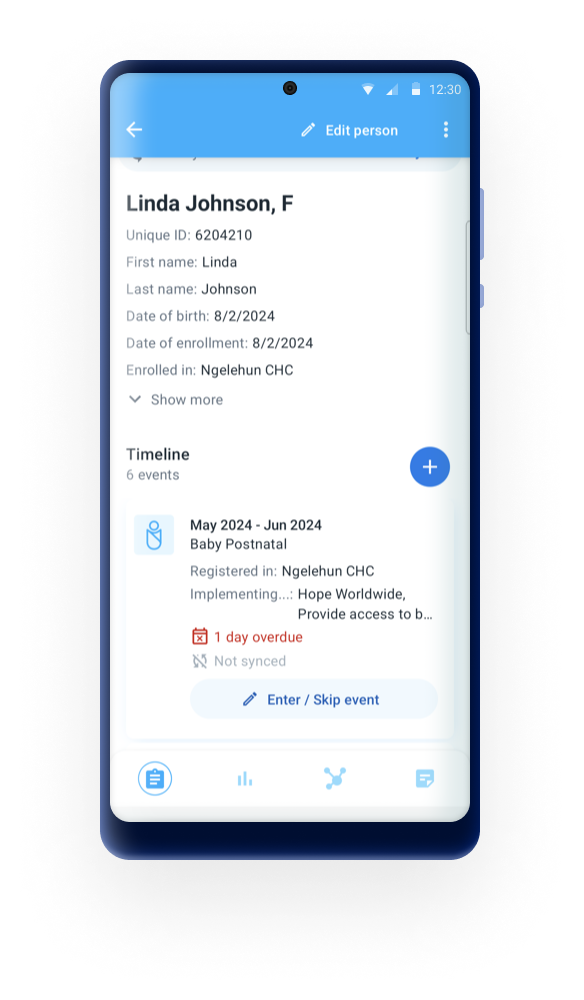 12:30
Edit person
Linda Johnson, F
Unique ID: 6204210
First name: Linda
Last name: Johnson
Date of birth: 8/2/2024
Date of enrollment: 8/2/2024
Enrolled in: Ngelehun CHC
Show more
Timeline
6 events
May 2024 - Jun 2024
Baby Postnatal
Registered in: Ngelehun CHC
Implementing...: Hope Worldwide,
Provide access to b...
1 day overdue
Not synced
Enter / Skip event